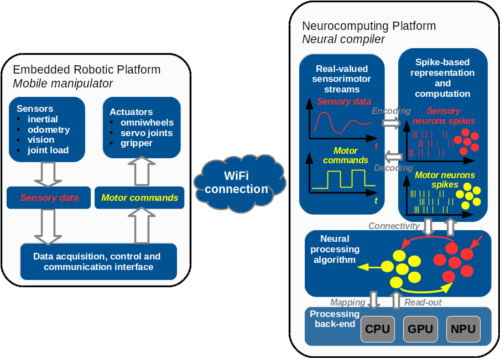 Embedded Robotic Platform
Mobile manipulator
Sensors
• inertial
• odometry
• vision
• joint load
Actuators
• omniwheels
• servo joints
• gripper
Sensory data
Motor commands
Data acquisition, control and
communication interface
WiFi
connection
Neurocomputing Platform
Neural compiler
Real-valued
sensorimotor
streams
Sensory data
t
Motor
commands
t
Encoding
Decoding
Spike-based
representation
and
computation
Sensory
neurons spikes
Motor neurons
spikes
Connectivity
Neural
processing
algorithm
Mapping
Read-out
Processing
back-end
CPU
GPU
NPU